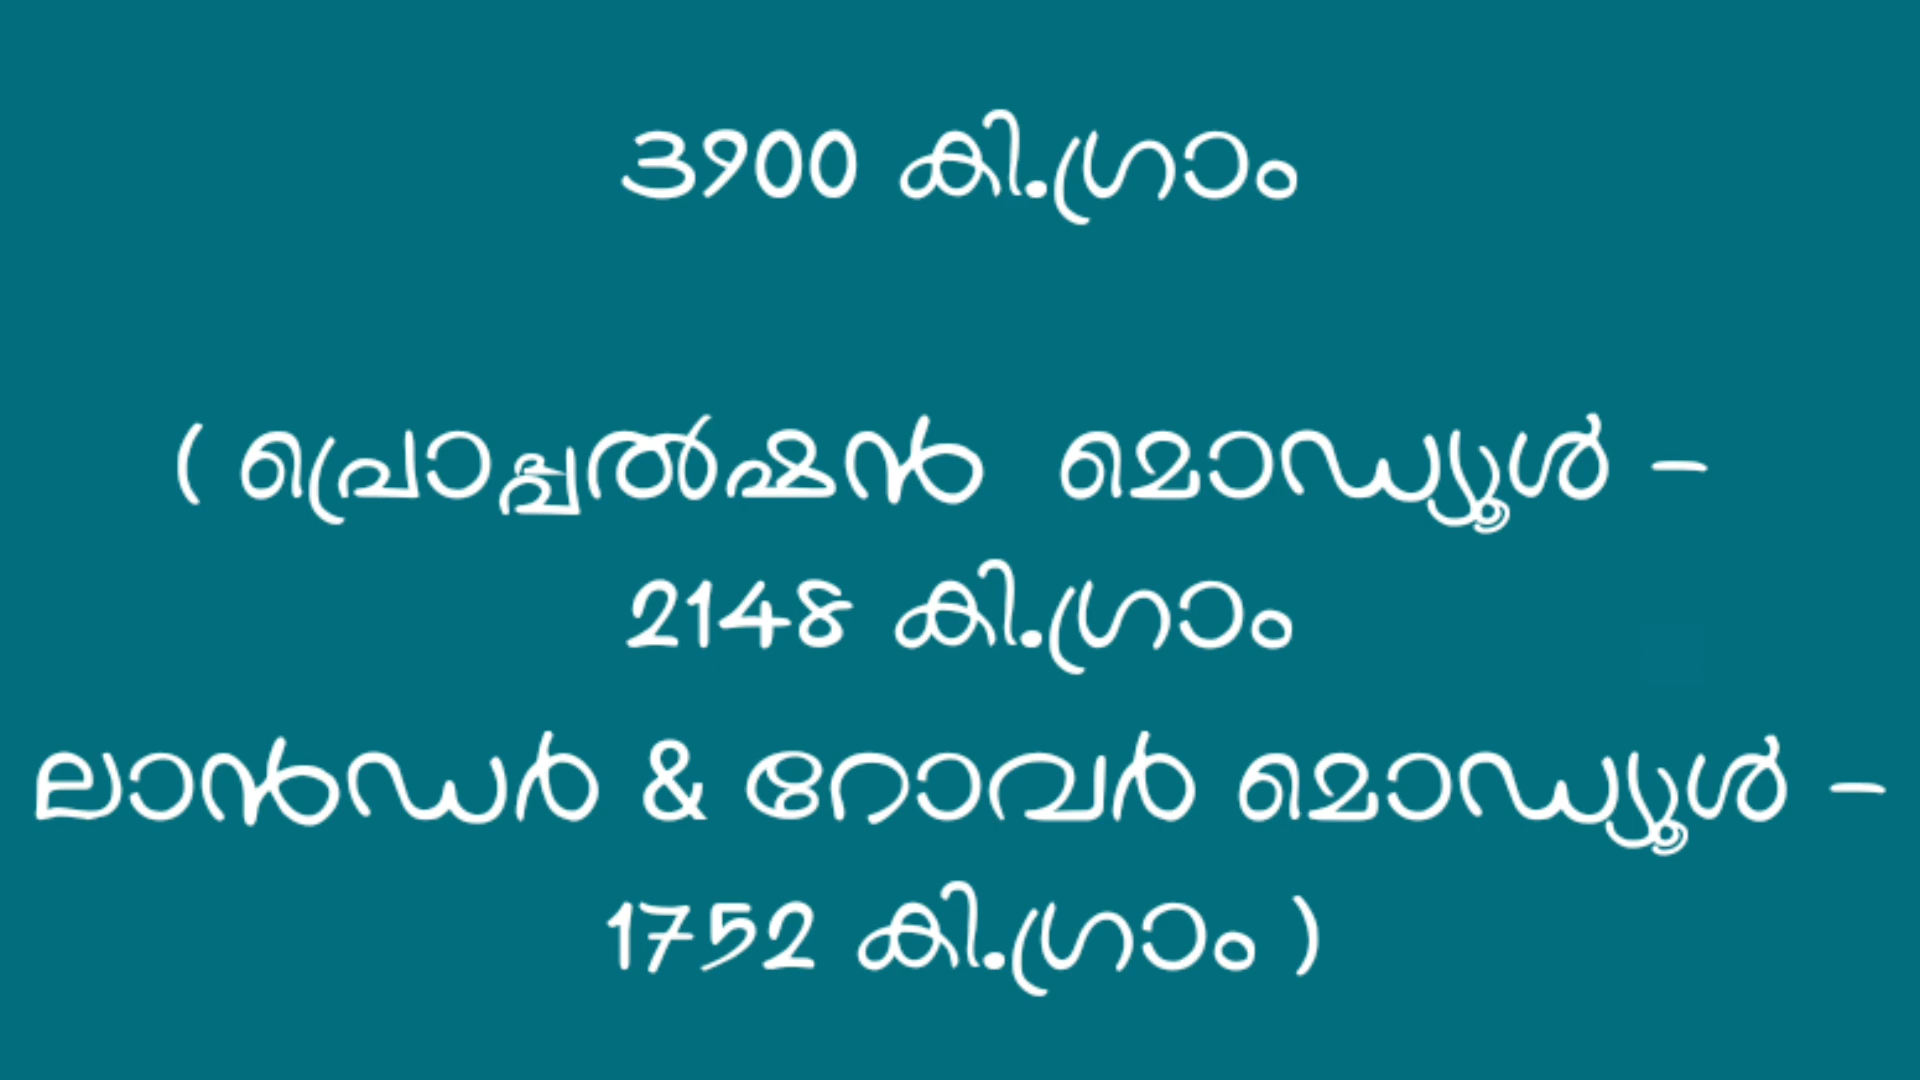 3900 കി.ഗ്രാം
( പ്രൊപ്പൽഷൻ മൊഡ്യൂൾ -
2148 കി.ഗ്രാം
ലാൻഡർ & റോവർ മൊഡ്യൂൾ -
1752 കി.ഗ്രാം )